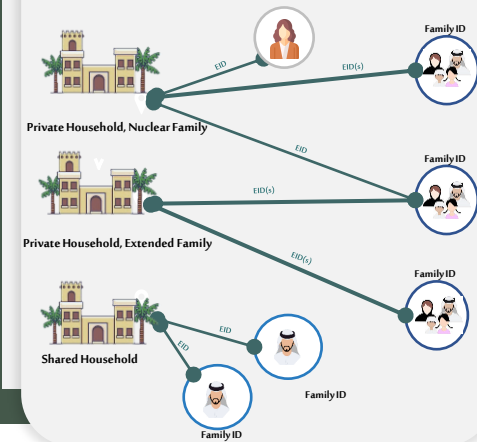 Family ID
EID
EID(s)
Private Household, Nuclear Family
EID
Family ID
EID(s)
Private Household, Extended Family
EID(s)
Family ID
EID
EID
Shared Household
Family ID
Family ID